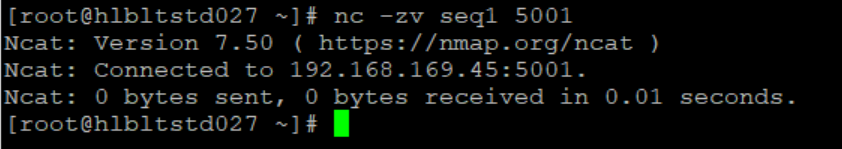 [root@hlbltstd027 ~]# nc -zv seq1 5001
Ncat: Version 7.50 ( https://nmap.org/ncat )
Ncat: Connected to 192.168.169.45:5001.
Ncat: 0 bytes sent, 0 bytes received in 0.01 seconds.
[root@hlbltstd027 ~]#